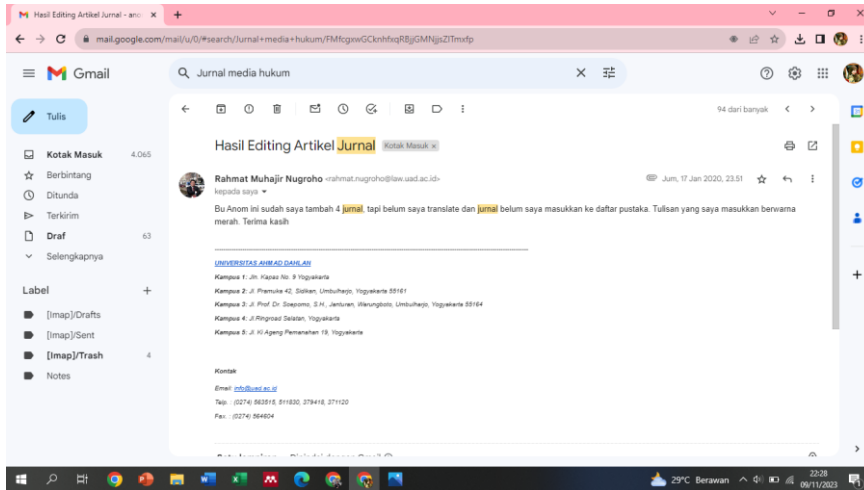 Hasil Editing Artikel Jurnal - ano
mail.google.com/mail/u/0/#search/Jurnal+media+hukum/FMfcgxwGCknhfxqRBjjGMNjjsZlTmxfp
Gmail
Jurnal media hukum
Tulis
94 dari banyak
Hasil Editing Artikel Jurnal Kotak Masuk x
Kotak Masuk 4.065
Berbintang
Ditunda
Terkirim
Draf 63
Selengkapnya
Label
[Imap]/Drafts
[Imap]/Sent
[Imap]/Trash 4
Notes
Rahmat Muhajir Nugroho <rahmat.nugroho@law.uad.ac.id>
Jum, 17 Jan 2020, 23.51
kepada saya
Bu Anom ini sudah saya tambah 4 jurnal, tapi belum saya translate dan jurnal belum saya masukkan ke daftar pustaka. Tulisan yang saya masukkan berwarna
merah. Terima kasih
UNIVERSITAS AHMAD DAHLAN
Kampus 1: Jln. Kapas No. 9 Yogyakarta
Kampus 2: Jl. Pramuka 42, Sidikan, Umbulharjo, Yogyakarta 55161
Kampus 3: Jl. Prof. Dr. Soepomo, S.H., Janturan, Warungboto, Umbulharjo, Yogyakarta 55164
Kampus 4: Jl.Ringroad Selatan, Yogyakarta
Kampus 5: Jl. Ki Ageng Pemanahan 19, Yogyakarta
Kontak
Email: info@uad.ac.id
Telp. : (0274) 563515, 511830, 379418, 371120
Fax. : (0274) 564604
29°C Berawan
22:28
09/11/2023